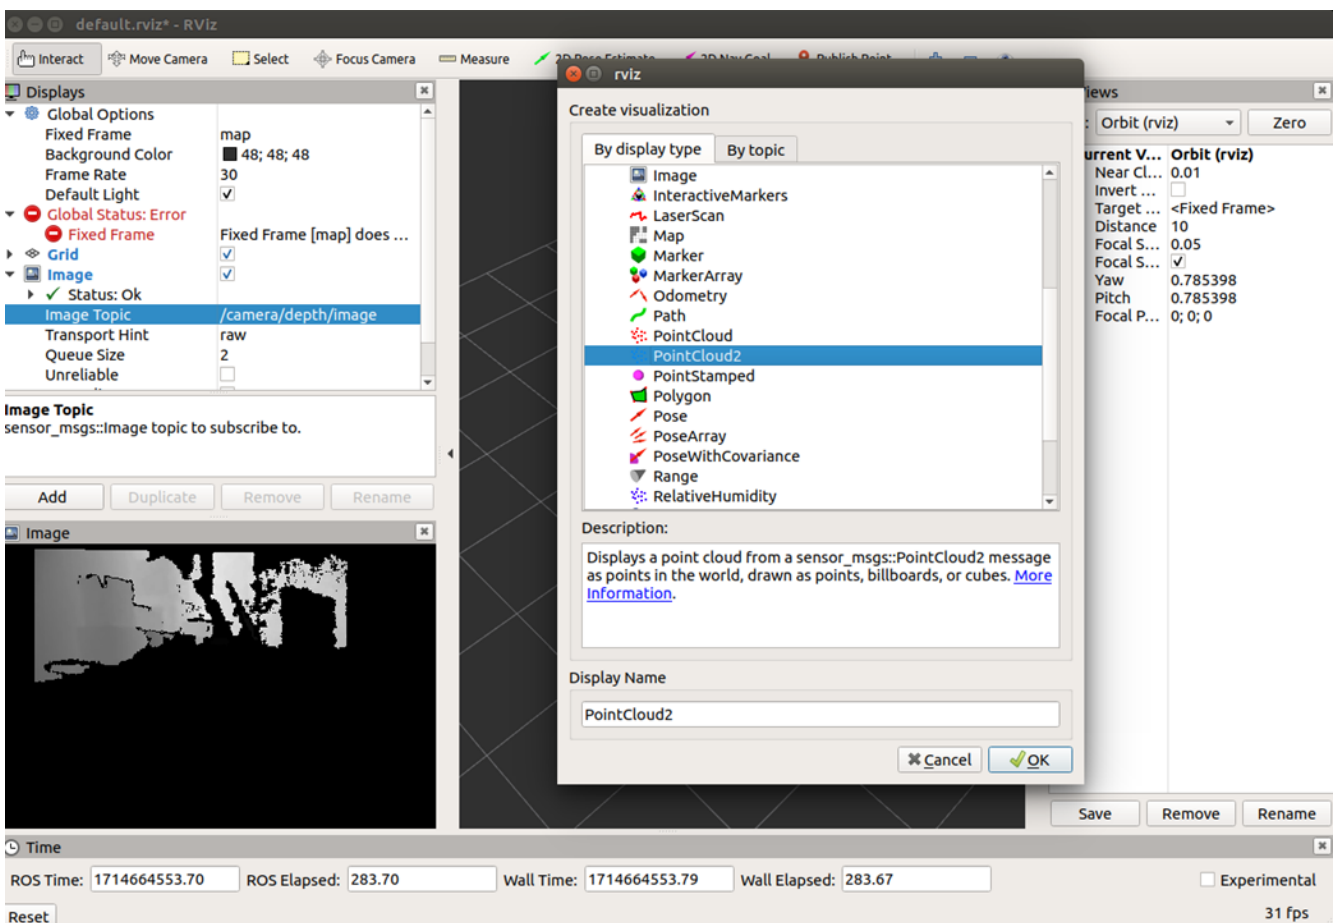 default.rviz* - RViz
Interact Move Camera Select Focus Camera Measure 2D Pose Estimate 2D Nav Goal Publish Point
Displays
Global Options
Fixed Frame map
Background Color 48; 48; 48
Frame Rate 30
Default Light
Global Status: Error
Fixed Frame Fixed Frame [map] does ...
Grid
Image
Status: Ok
Image Topic /camera/depth/image
Transport Hint raw
Queue Size 2
Unreliable
Image Topic
sensor_msgs::Image topic to subscribe to.
Add Duplicate Remove Rename
Image
rviz
Create visualization
By display type By topic
Image
InteractiveMarkers
LaserScan
Map
Marker
MarkerArray
Odometry
Path
PointCloud
PointCloud2
PointStamped
Polygon
Pose
PoseArray
PoseWithCovariance
Range
RelativeHumidity
Description:
Displays a point cloud from a sensor_msgs::PointCloud2 message
as points in the world, drawn as points, billboards, or cubes. More
Information.
Display Name
PointCloud2
Cancel OK
iews
: Orbit (rviz) Zero
urrent V... Orbit (rviz)
Near Cl... 0.01
Invert ...
Target ... <Fixed Frame>
Distance 10
Focal S... 0.05
Focal S...
Yaw 0.785398
Pitch 0.785398
Focal P... 0; 0; 0
Save Remove Rename
Time
ROS Time: 1714664553.70 ROS Elapsed: 283.70 Wall Time: 1714664553.79 Wall Elapsed: 283.67 Experimental
Reset 31 fps